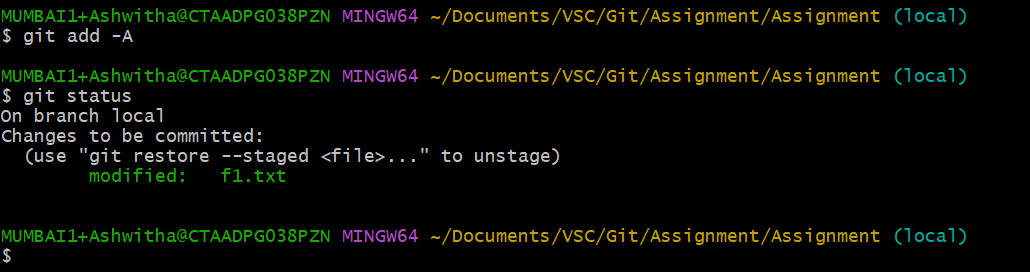 MUMBAI1+Ashwitha@CTAADPG038PZN MINGW64 ~/Documents/VSC/Git/Assignment/Assignment (local)
$ git add -A
MUMBAI1+Ashwitha@CTAADPG038PZN MINGW64 ~/Documents/VSC/Git/Assignment/Assignment (local)
$ git status
On branch local
Changes to be committed:
  (use "git restore --staged <file>..." to unstage)
        modified:   f1.txt
MUMBAI1+Ashwitha@CTAADPG038PZN MINGW64 ~/Documents/VSC/Git/Assignment/Assignment (local)
$